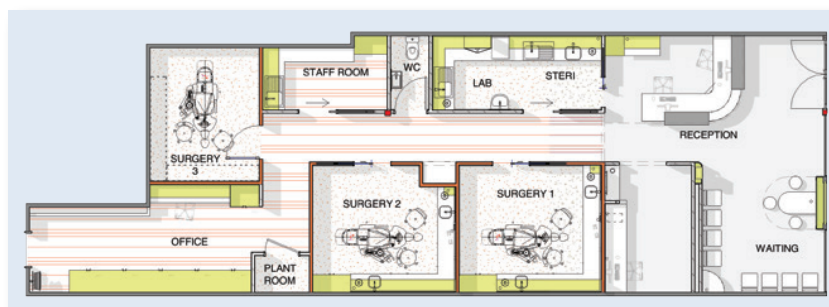 STAFF ROOM
WC
LAB
STERI
RECEPTION
SURGERY
3
SURGERY 2
SURGERY 1
OFFICE
PLANT
ROOM
WAITING